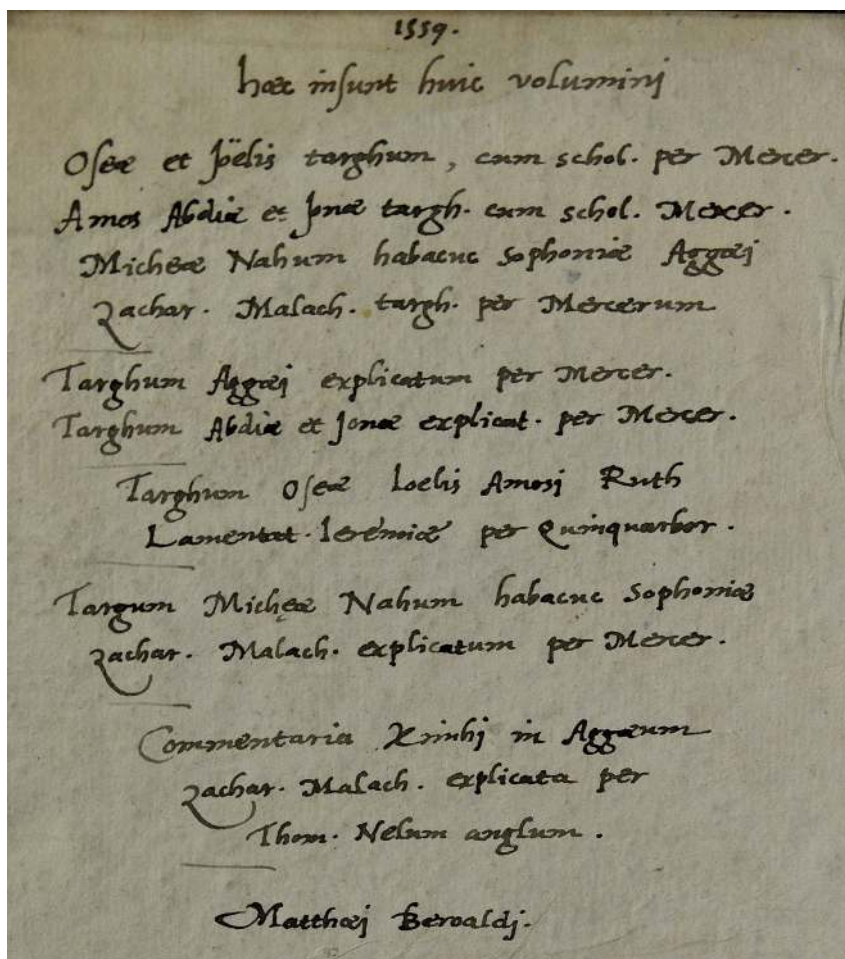 1559.
hæc insunt huic voluminj
Oseæ et Joëlis targhum, cum schol. per Mercer.
Amos Abdiæ et Jonæ targh. cum schol. Mercer.
Micheæ Nahum habacuc Sophoniæ Aggæj
Zachar. Malach. targh. per Mercerum
Targhum Aggæj explicatum per Mercer.
Targhum Abdiæ et Jonæ explicat. per Mercer.
Targhum Oseæ Ioelis Amosj Ruth
Lamentat. Ieremiæ per Quinquarbor.
Targum Micheæ Nahum habacuc Sophoniæ
Zachar. Malach. explicatum per Mercer.
Commentaria Kimhj in Aggæum
Zachar. Malach. explicata per
Thom. Nelum anglum.
Matthæj Beroaldj.